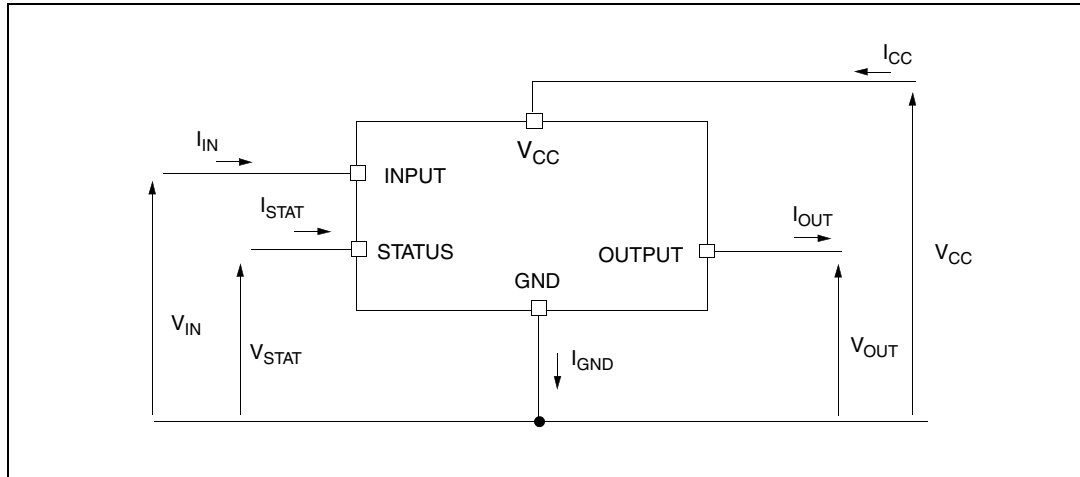 I_CC
V_CC
I_IN
INPUT
I_STAT
I_OUT
STATUS
OUTPUT
V_CC
GND
V_IN
V_STAT
I_GND
V_OUT